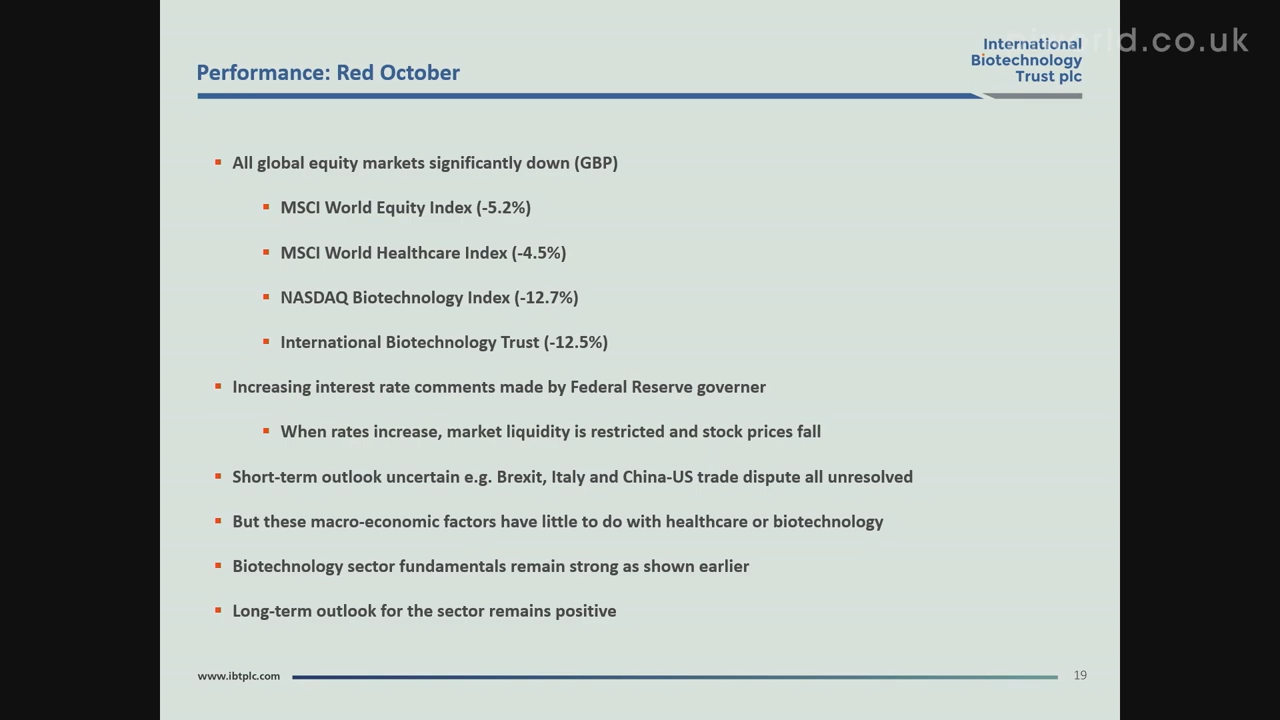 International
Biotechnology
Trust plc
Performance: Red October
All global equity markets significantly down (GBP)
MSCI World Equity Index (-5.2%)
MSCI World Healthcare Index (-4.5%)
NASDAQ Biotechnology Index (-12.7%)
International Biotechnology Trust (-12.5%)
Increasing interest rate comments made by Federal Reserve governer
When rates increase, market liquidity is restricted and stock prices fall
Short-term outlook uncertain e.g. Brexit, Italy and China-US trade dispute all unresolved
But these macro-economic factors have little to do with healthcare or biotechnology
Biotechnology sector fundamentals remain strong as shown earlier
Long-term outlook for the sector remains positive
www.ibtplc.com
19